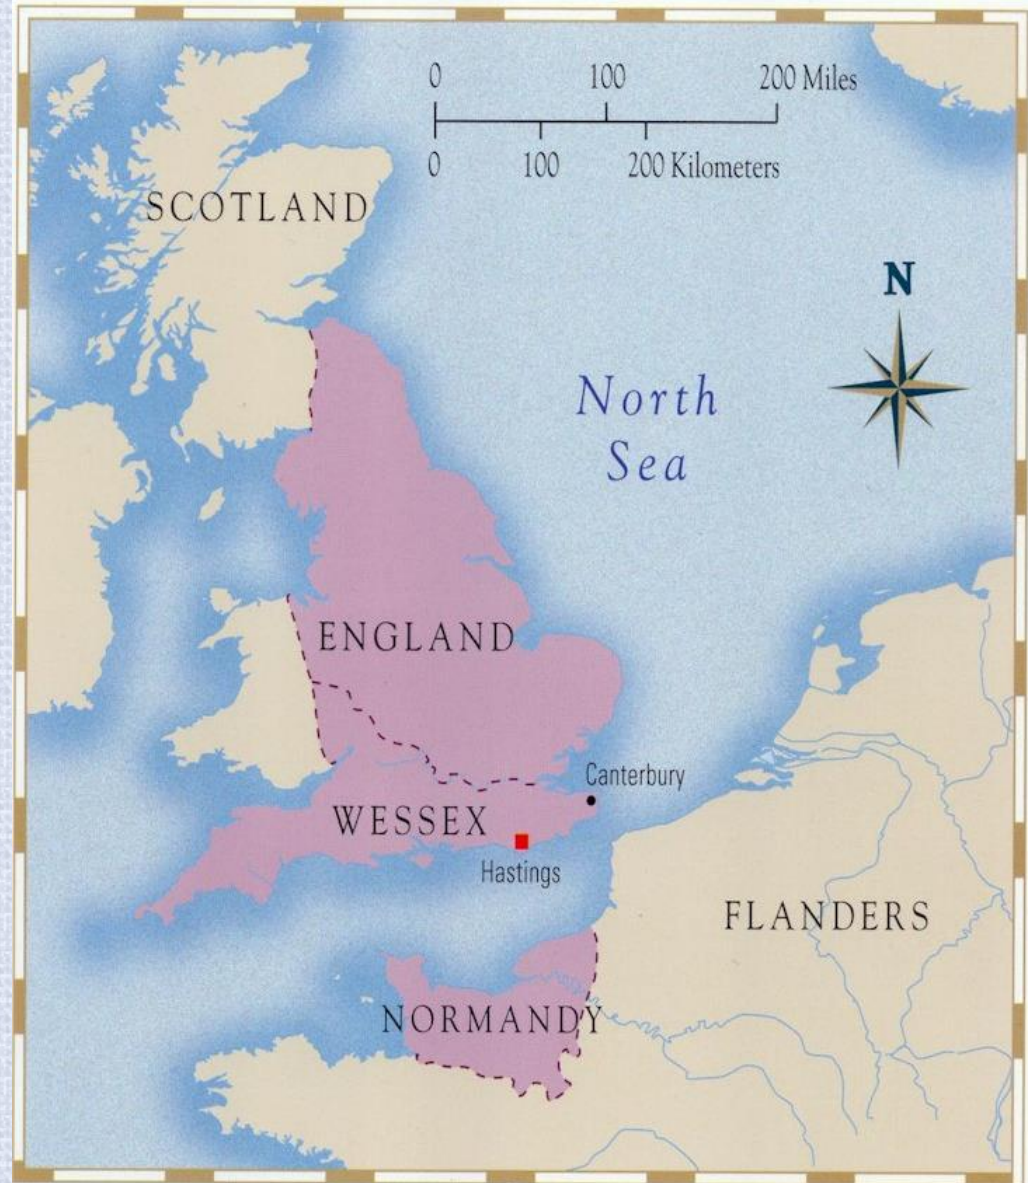 0 100 200 Miles
0 100 200 Kilometers
SCOTLAND
N
North
Sea
ENGLAND
Canterbury
WESSEX
Hastings
FLANDERS
NORMANDY